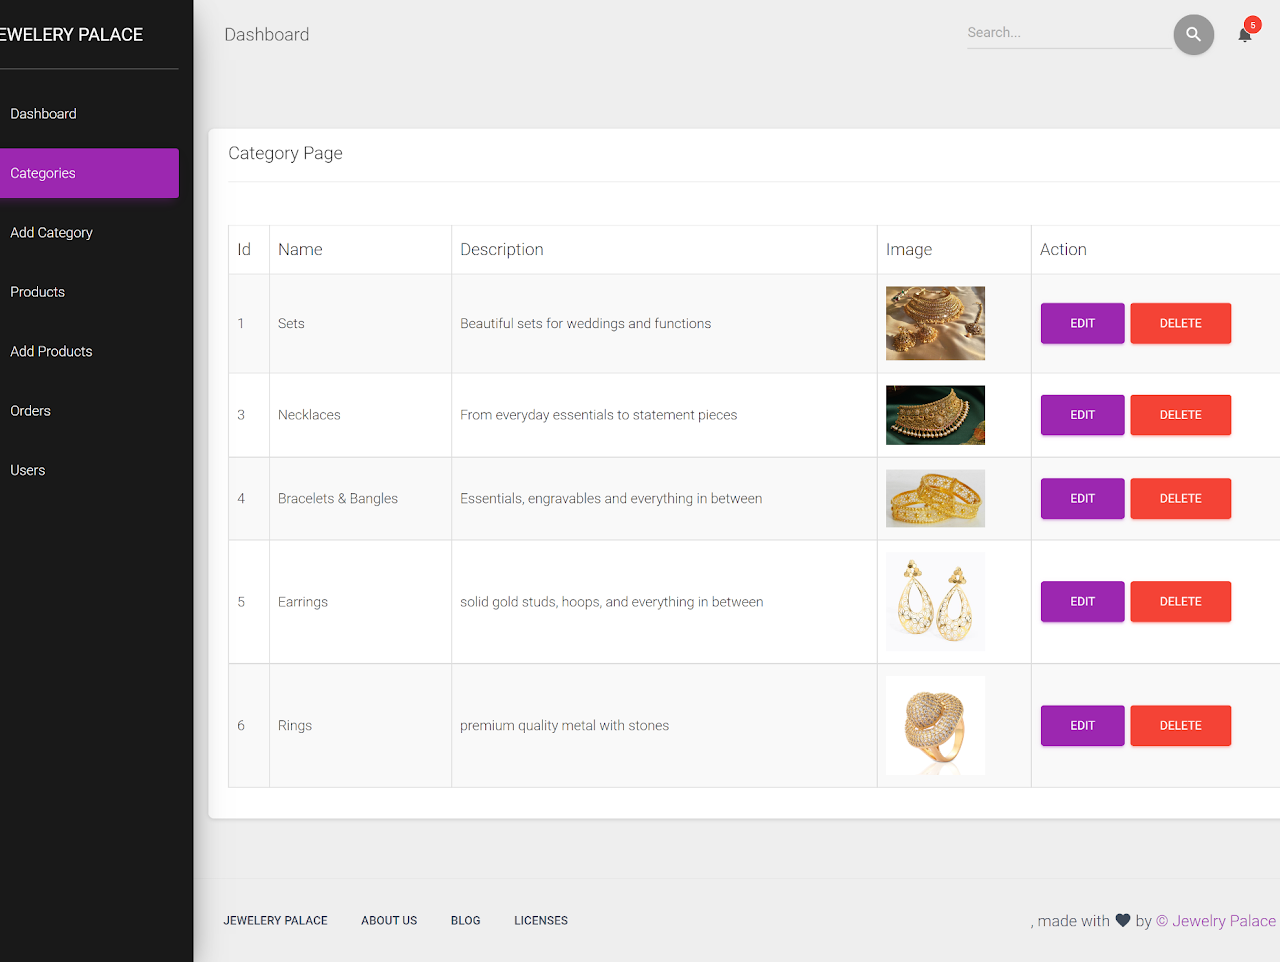 EWELERY PALACE
Dashboard
Categories
Add Category
Products
Add Products
Orders
Users
Dashboard
Search...
5
Category Page
Id Name Description Image Action
1 Sets Beautiful sets for weddings and functions EDIT DELETE
3 Necklaces From everyday essentials to statement pieces EDIT DELETE
4 Bracelets & Bangles Essentials, engravables and everything in between EDIT DELETE
5 Earrings solid gold studs, hoops, and everything in between EDIT DELETE
6 Rings premium quality metal with stones EDIT DELETE
JEWELERY PALACE ABOUT US BLOG LICENSES
, made with by © Jewelry Palace